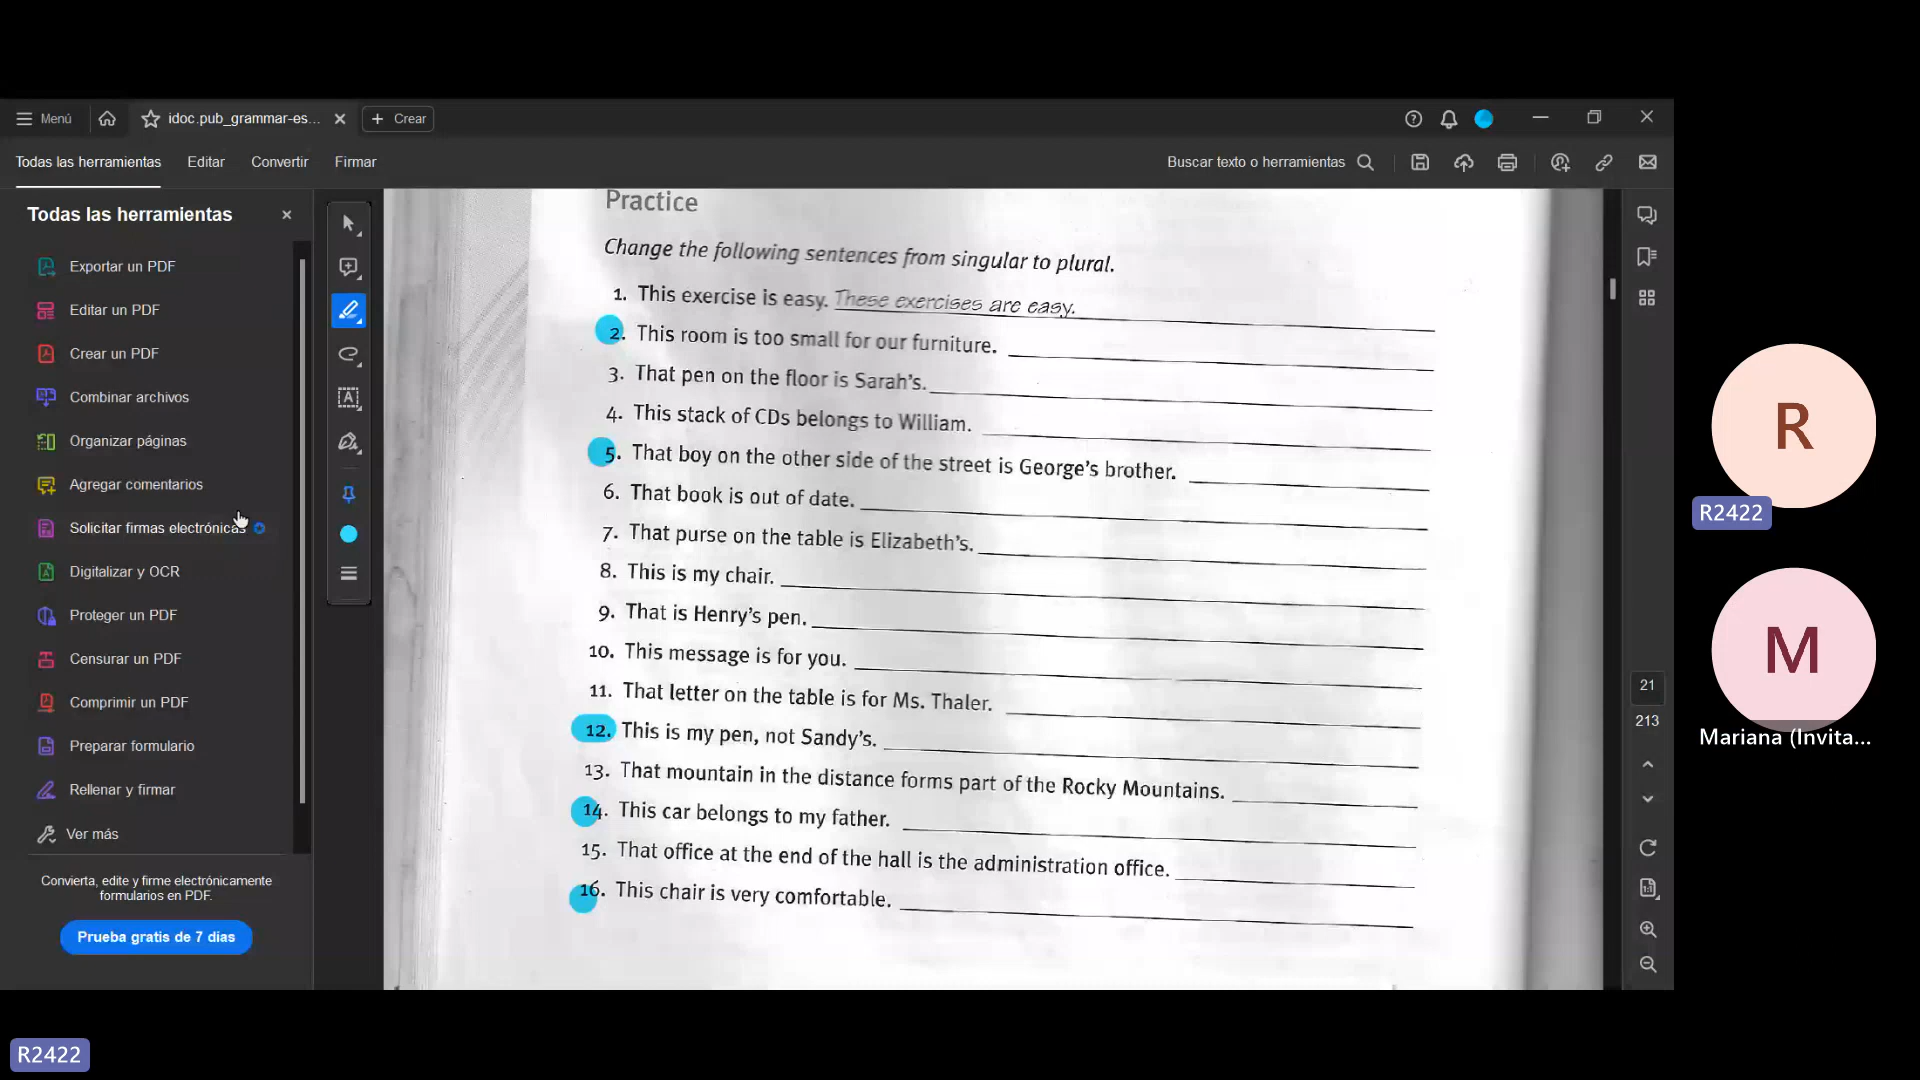 Menú
idoc.pub_grammar-es...
Crear
Todas las herramientas
Editar
Convertir
Firmar
Buscar texto o herramientas
Todas las herramientas
Exportar un PDF
Editar un PDF
Crear un PDF
Combinar archivos
Organizar páginas
Agregar comentarios
Solicitar firmas electrónicas
Digitalizar y OCR
Proteger un PDF
Censurar un PDF
Comprimir un PDF
Preparar formulario
Rellenar y firmar
Ver más
Convierta, edite y firme electrónicamente
formularios en PDF.
Prueba gratis de 7 días
Practice
Change the following sentences from singular to plural.
1. This exercise is easy. These exercises are easy.
2. This room is too small for our furniture.
3. That pen on the floor is Sarah's.
4. This stack of CDs belongs to William.
5. That boy on the other side of the street is George's brother.
6. That book is out of date.
7. That purse on the table is Elizabeth's.
8. This is my chair.
9. That is Henry's pen.
10. This message is for you.
11. That letter on the table is for Ms. Thaler.
12. This is my pen, not Sandy's.
13. That mountain in the distance forms part of the Rocky Mountains.
14. This car belongs to my father.
15. That office at the end of the hall is the administration office.
16. This chair is very comfortable.
21
213
R
R2422
M
Mariana (Invita...
R2422